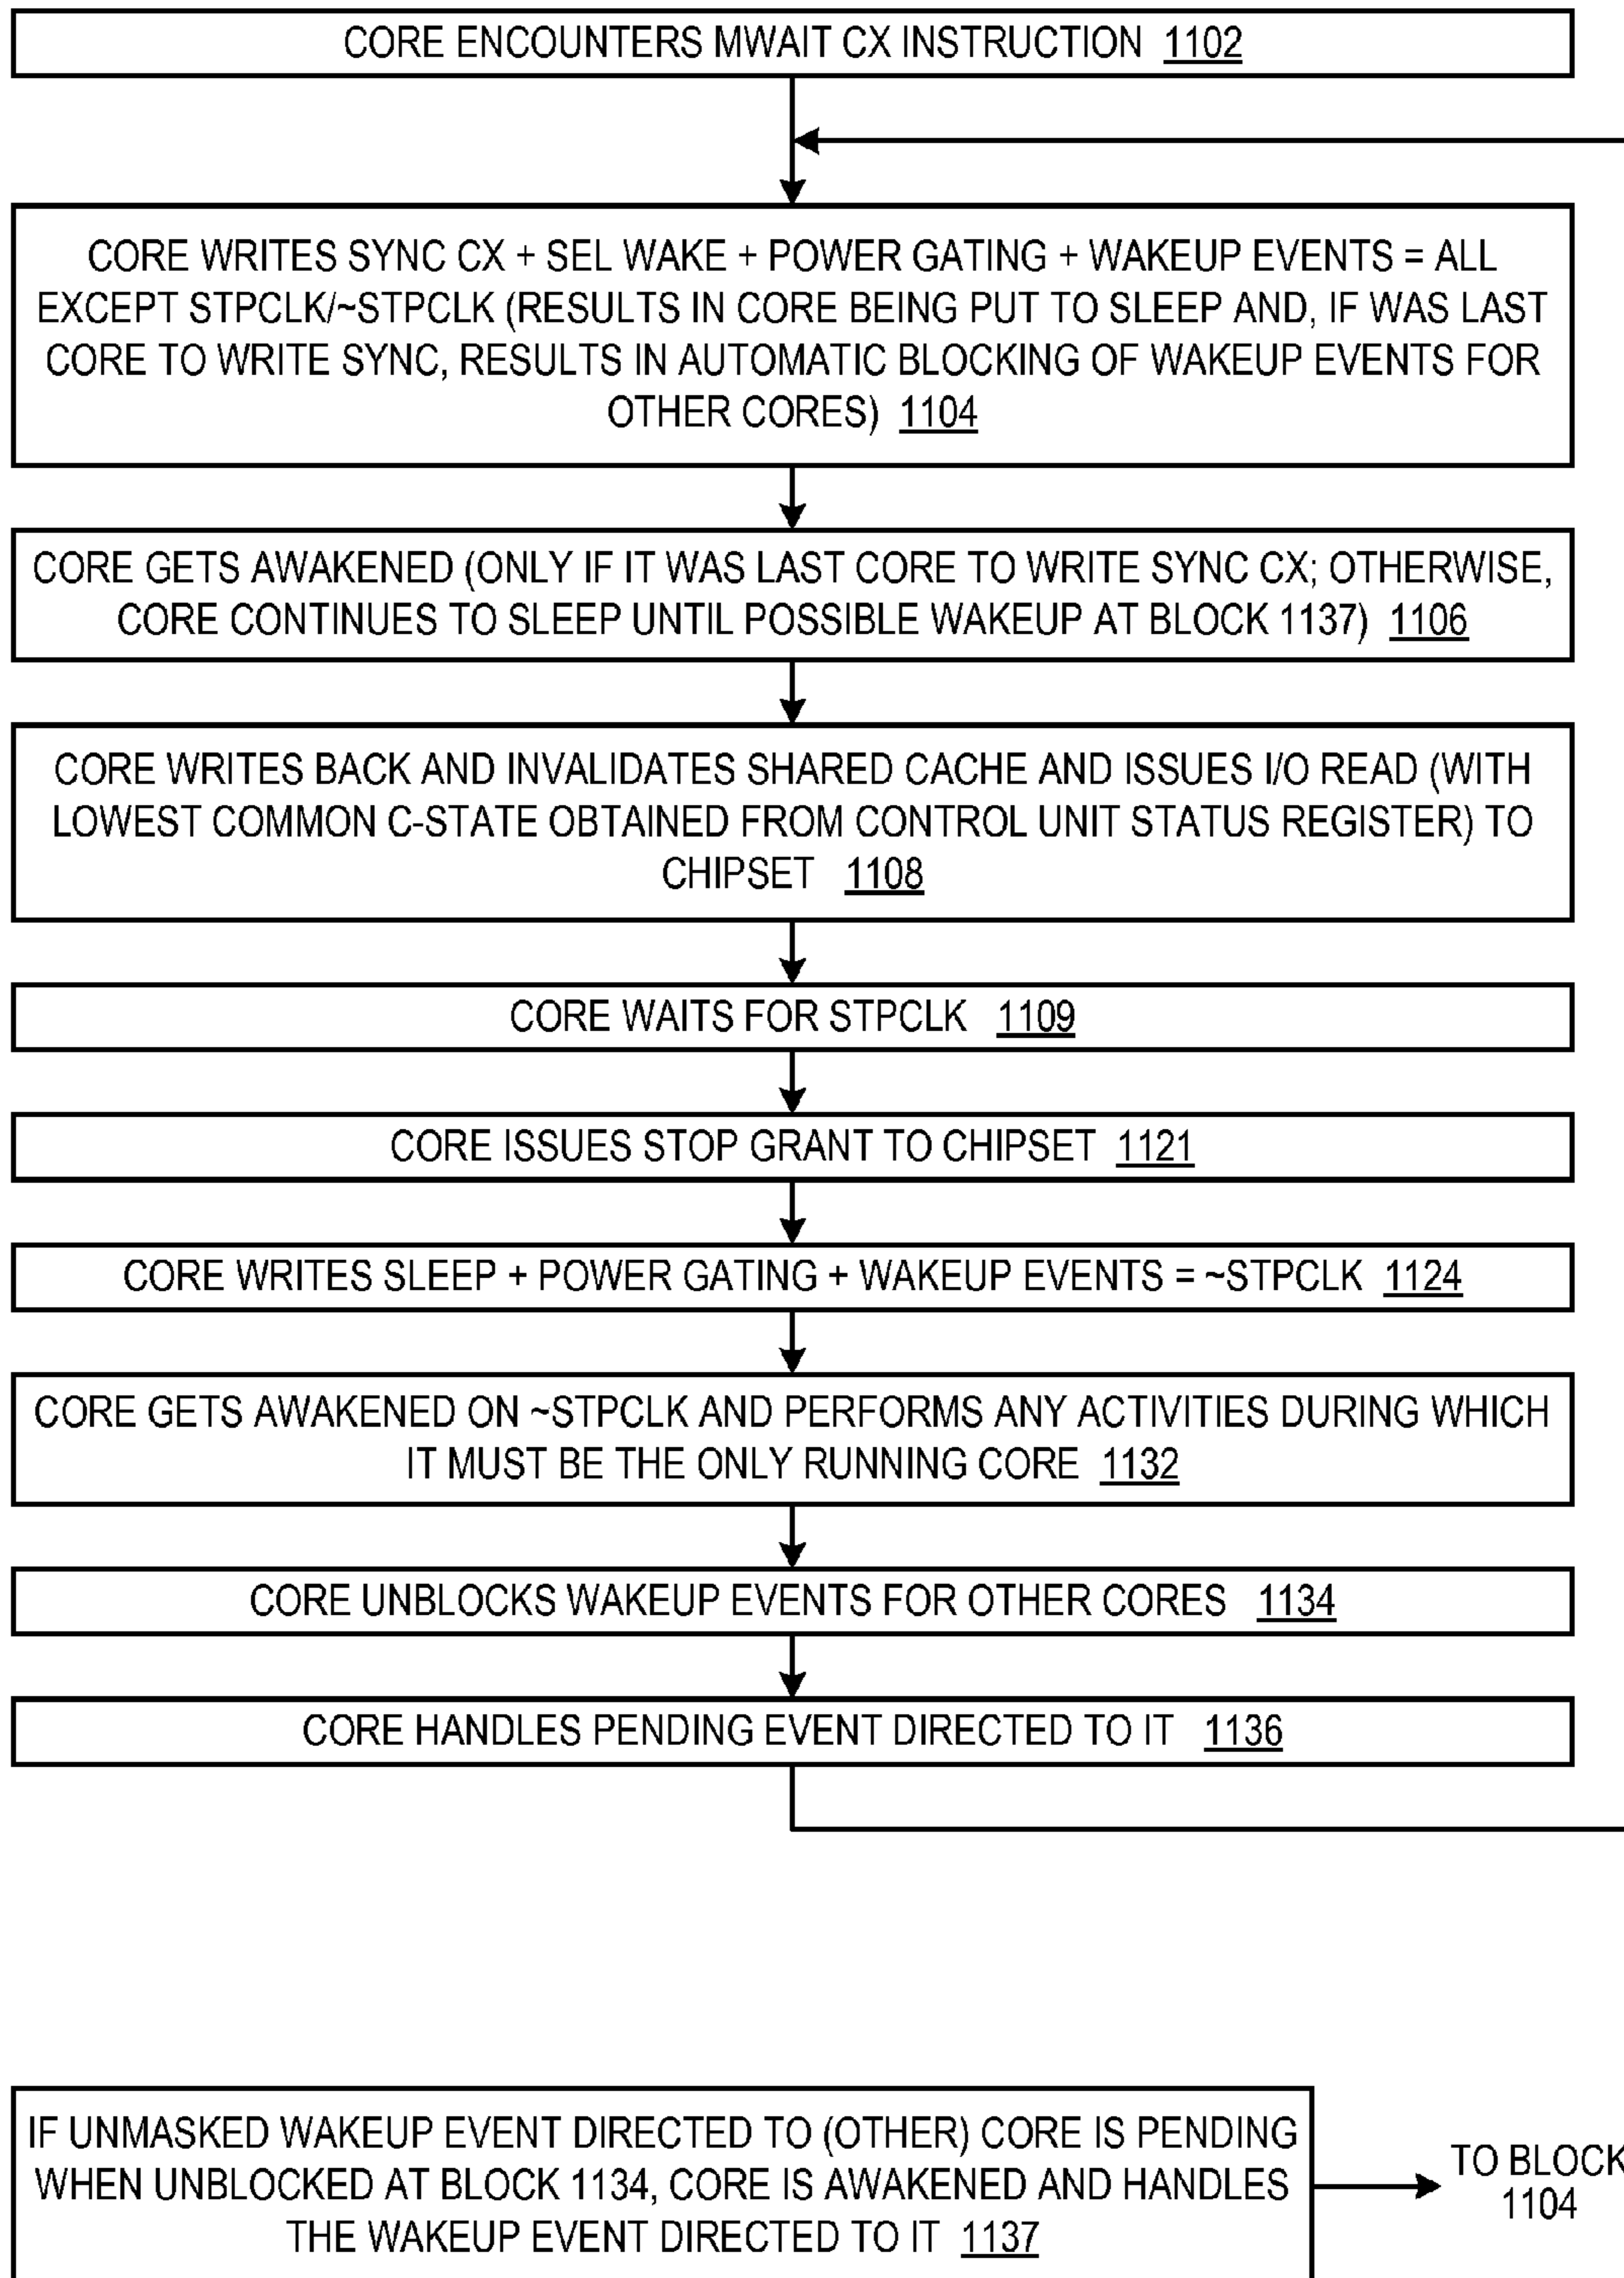 CORE ENCOUNTERS MWAIT CX INSTRUCTION 1102
CORE WRITES SYNC CX + SEL WAKE + POWER GATING + WAKEUP EVENTS = ALL
EXCEPT STPCLK/~STPCLK (RESULTS IN CORE BEING PUT TO SLEEP AND, IF WAS LAST
CORE TO WRITE SYNC, RESULTS IN AUTOMATIC BLOCKING OF WAKEUP EVENTS FOR
OTHER CORES) 1104
CORE GETS AWAKENED (ONLY IF IT WAS LAST CORE TO WRITE SYNC CX; OTHERWISE,
CORE CONTINUES TO SLEEP UNTIL POSSIBLE WAKEUP AT BLOCK 1137) 1106
CORE WRITES BACK AND INVALIDATES SHARED CACHE AND ISSUES I/O READ (WITH
LOWEST COMMON C-STATE OBTAINED FROM CONTROL UNIT STATUS REGISTER) TO
CHIPSET 1108
CORE WAITS FOR STPCLK 1109
CORE ISSUES STOP GRANT TO CHIPSET 1121
CORE WRITES SLEEP + POWER GATING + WAKEUP EVENTS = ~STPCLK 1124
CORE GETS AWAKENED ON ~STPCLK AND PERFORMS ANY ACTIVITIES DURING WHICH
IT MUST BE THE ONLY RUNNING CORE 1132
CORE UNBLOCKS WAKEUP EVENTS FOR OTHER CORES 1134
CORE HANDLES PENDING EVENT DIRECTED TO IT 1136
IF UNMASKED WAKEUP EVENT DIRECTED TO (OTHER) CORE IS PENDING
WHEN UNBLOCKED AT BLOCK 1134, CORE IS AWAKENED AND HANDLES
THE WAKEUP EVENT DIRECTED TO IT 1137
TO BLOCK
1104